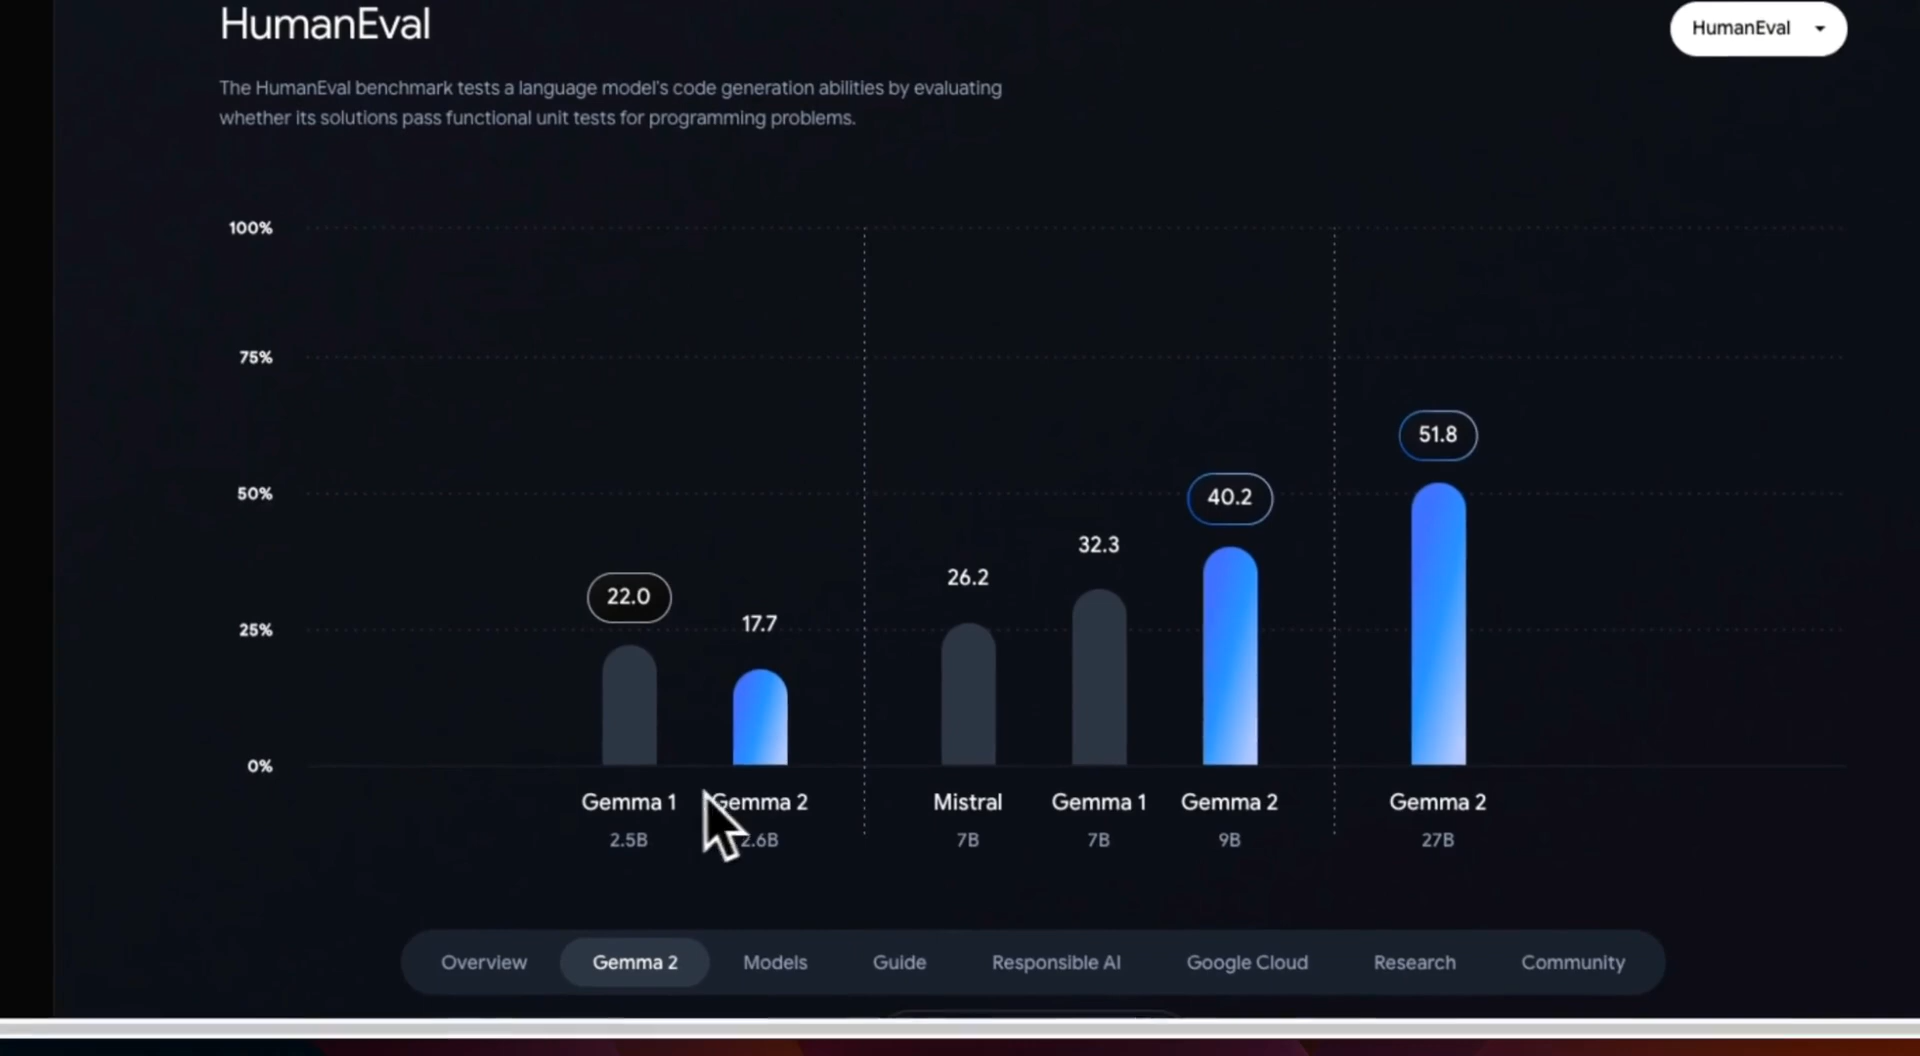 HumanEval
HumanEval
The HumanEval benchmark tests a language model's code generation abilities by evaluating
whether its solutions pass functional unit tests for programming problems.
100%
75%
50%
25%
0%
22.0
17.7
26.2
32.3
40.2
51.8
Gemma 1
2.5B
Gemma 2
2.6B
Mistral
7B
Gemma 1
7B
Gemma 2
9B
Gemma 2
27B
Overview
Gemma 2
Models
Guide
Responsible AI
Google Cloud
Research
Community